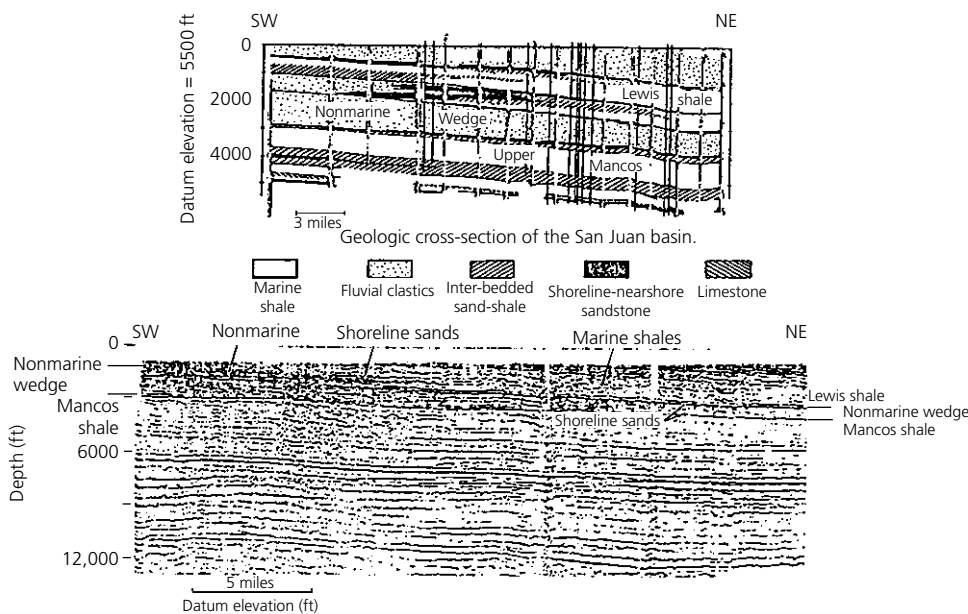 SW
NE
Datum elevation = 5500 ft
0
2000
4000
Lewis
shale
Nonmarine
Wedge
Upper
Mancos
3 miles
Geologic cross-section of the San Juan basin.
Marine
shale
Fluvial clastics
Inter-bedded
sand-shale
Shoreline-nearshore
sandstone
Limestone
SW
NE
0
Nonmarine
Shoreline sands
Marine shales
Nonmarine
wedge
Mancos
shale
Lewis shale
Shoreline sands
Nonmarine wedge
Mancos shale
Depth (ft)
6000
12,000
5 miles
Datum elevation (ft)